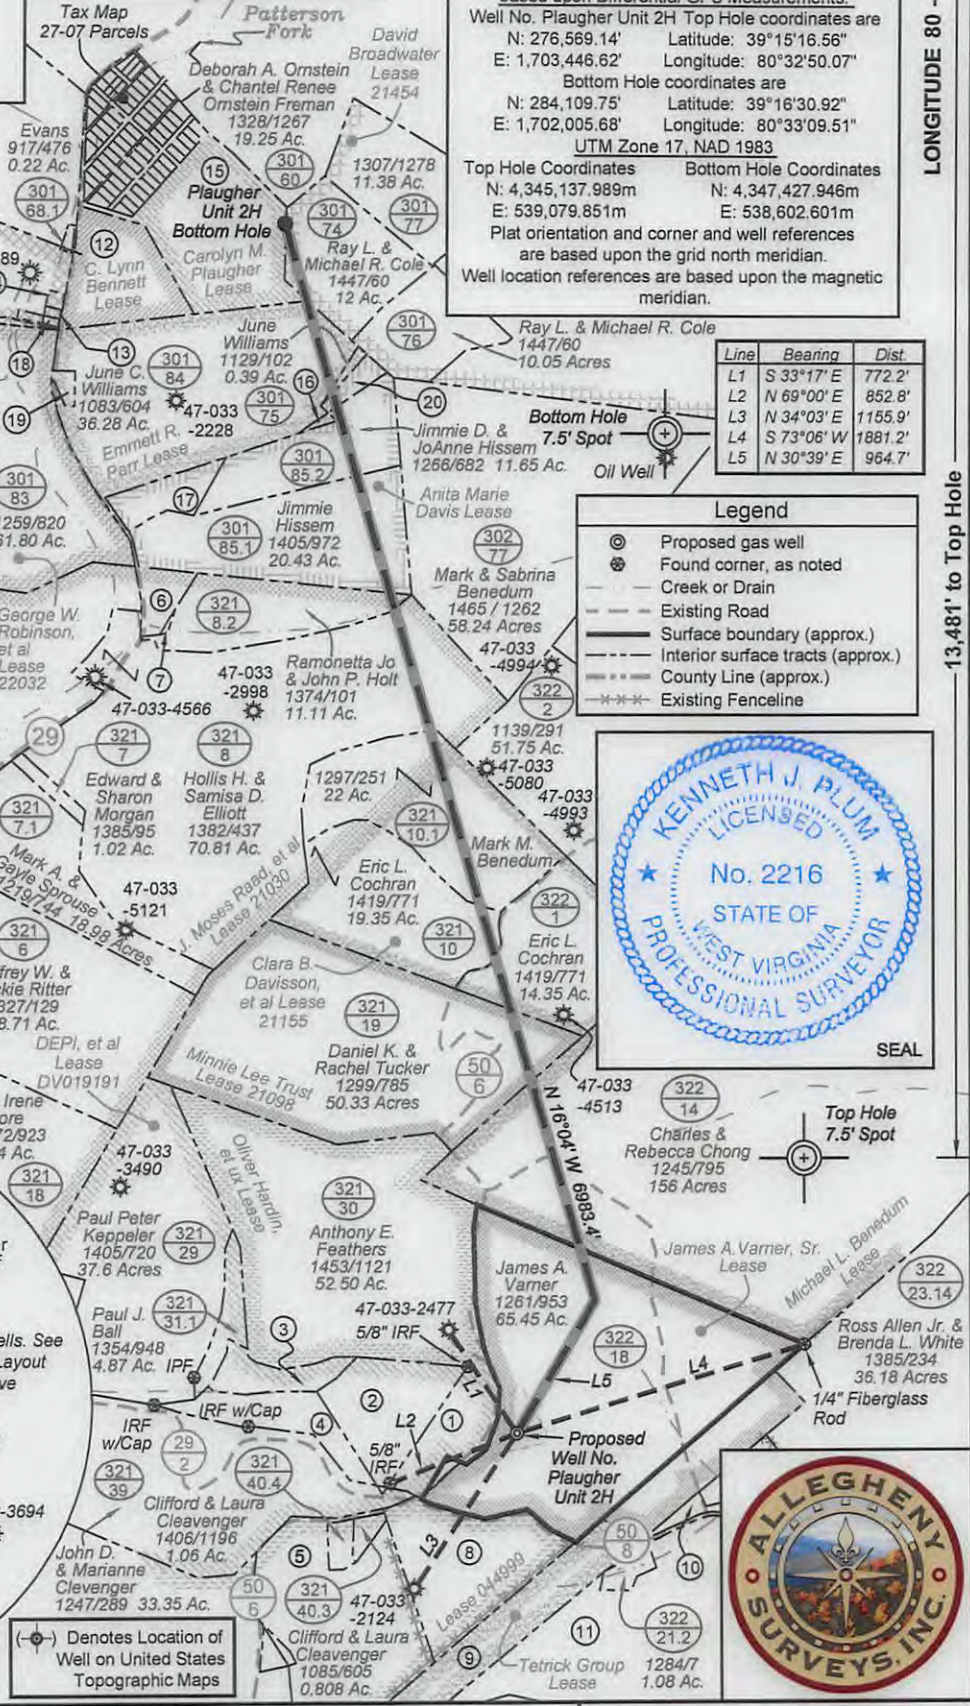 Tax Map
27-07 Parcels
Patterson
Fork
David
Broadwater
Lease
21454
Deborah A. Ornstein
& Chantel Renee
Ornstein Freman
1328/1267
19.25 Ac.
301
60
1307/1278
11.38 Ac.
301
77
Evans
917/476
0.22 Ac.
301
68.1
15
Plaugher
Unit 2H
Bottom Hole
301
74
Ray L. &
Michael R. Cole
1447/60
12 Ac.
12
C. Lynn
Bennett
Lease
Carolyn M.
Plaugher
Lease
89
Well No. Plaugher Unit 2H Top Hole coordinates are
N: 276,569.14' Latitude: 39°15'16.56"
E: 1,703,446.62' Longitude: 80°32'50.07"
Bottom Hole coordinates are
N: 284,109.75' Latitude: 39°16'30.92"
E: 1,702,005.68' Longitude: 80°33'09.51"
UTM Zone 17, NAD 1983
Top Hole Coordinates Bottom Hole Coordinates
N: 4,345,137.989m N: 4,347,427.946m
E: 539,079.851m E: 538,602.601m
Plat orientation and corner and well references
are based upon the grid north meridian.
Well location references are based upon the magnetic
meridian.
LONGITUDE 80 -
13,481' to Top Hole
18
13
19
June C.
Williams
1083/604
36.28 Ac.
301
84
47-033
-2228
June
Williams
1129/102
0.39 Ac.
301
75
16
301
76
Ray L. & Michael R. Cole
1447/60
10.05 Acres
20
Line Bearing Dist.
L1 S 33°17' E 772.2'
L2 N 69°00' E 852.8'
L3 N 34°03' E 1155.9'
L4 S 73°06' W 1881.2'
L5 N 30°39' E 964.7'
Bottom Hole
7.5' Spot
Oil Well
Emmett R.
Parr Lease
301
85.2
Jimmie D. &
JoAnne Hissem
1266/682 11.65 Ac.
Anita Marie
Davis Lease
301
83
1259/820
61.80 Ac.
17
301
85.1
Jimmie
Hissem
1405/972
20.43 Ac.
302
77
Mark & Sabrina
Benedum
1465 / 1262
58.24 Acres
Legend
Proposed gas well
Found corner, as noted
Creek or Drain
Existing Road
Surface boundary (approx.)
Interior surface tracts (approx.)
County Line (approx.)
Existing Fenceline
George W.
Robinson,
et al
Lease
22032
6
7
321
8.2
47-033-4566
47-033
-2998
Ramonetta Jo
& John P. Holt
1374/101
11.11 Ac.
47-033
-4994
322
2
1139/291
51.75 Ac.
47-033
-5080
47-033
-4993
29
321
7
Edward &
Sharon
Morgan
1385/95
1.02 Ac.
321
8
Hollis H. &
Samisa D.
Elliott
1382/437
70.81 Ac.
1297/251
22 Ac.
321
10.1
Mark M.
Benedum
322
1
321
7.1
Mark A. &
Gayle Sprouse
1219/744 18.98 Acres
47-033
-5121
J. Moses Raad, et al
Lease 21030
Eric L.
Cochran
1419/771
19.35 Ac.
321
10
Eric L.
Cochran
1419/771
14.35 Ac.
KENNETH J. PLUM
LICENSED
No. 2216
STATE OF
WEST VIRGINIA
PROFESSIONAL SURVEYOR
SEAL
321
6
frey W. &
ckie Ritter
327/129
8.71 Ac.
Clara B.
Davisson,
et al Lease
21155
321
19
Daniel K. &
Rachel Tucker
1299/785
50.33 Acres
50
6
47-033
-4513
DEPI, et al
Lease
DV019191
Minnie Lee Trust
Lease 21098
Irene
ore
72/923
4 Ac.
321
18
47-033
-3490
Oliver Hardin,
et ux Lease
N 16°04' W 6983.4'
322
14
Charles &
Rebecca Chong
1245/795
156 Acres
Top Hole
7.5' Spot
Paul Peter
Keppeler
1405/720
37.6 Acres
321
29
321
30
Anthony E.
Feathers
1453/1121
52.50 Ac.
James A.
Varner
1261/953
65.45 Ac.
James A. Varner, Sr.
Lease
Michael L. Benedum
Lease
322
23.14
Ross Allen Jr. &
Brenda L. White
1385/234
36.18 Acres
Paul J.
Ball
1354/948
4.87 Ac.
321
31.1
IPF
3
47-033-2477
5/8" IRF
L1
322
18
L5
L4
1/4" Fiberglass
Rod
ells. See
Layout
ve
IRF
w/Cap
IRF w/Cap
2
4
L2
1
5/8"
IRF
Proposed
Well No.
Plaugher
Unit 2H
29
2
321
39
321
40.4
Clifford & Laura
Cleavenger
1406/1196
1.06 Ac.
-3694
John D.
& Marianne
Clevenger
1247/289 33.35 Ac.
50
6
5
321
40.3
47-033
-2124
Clifford & Laura
Cleavenger
1085/605
0.808 Ac.
L3
8
Lease 044999
9
50
8
10
11
322
21.2
Tetrick Group
Lease
1284/7
1.08 Ac.
Denotes Location of
Well on United States
Topographic Maps
ALLEGHENY
SURVEYS, INC.